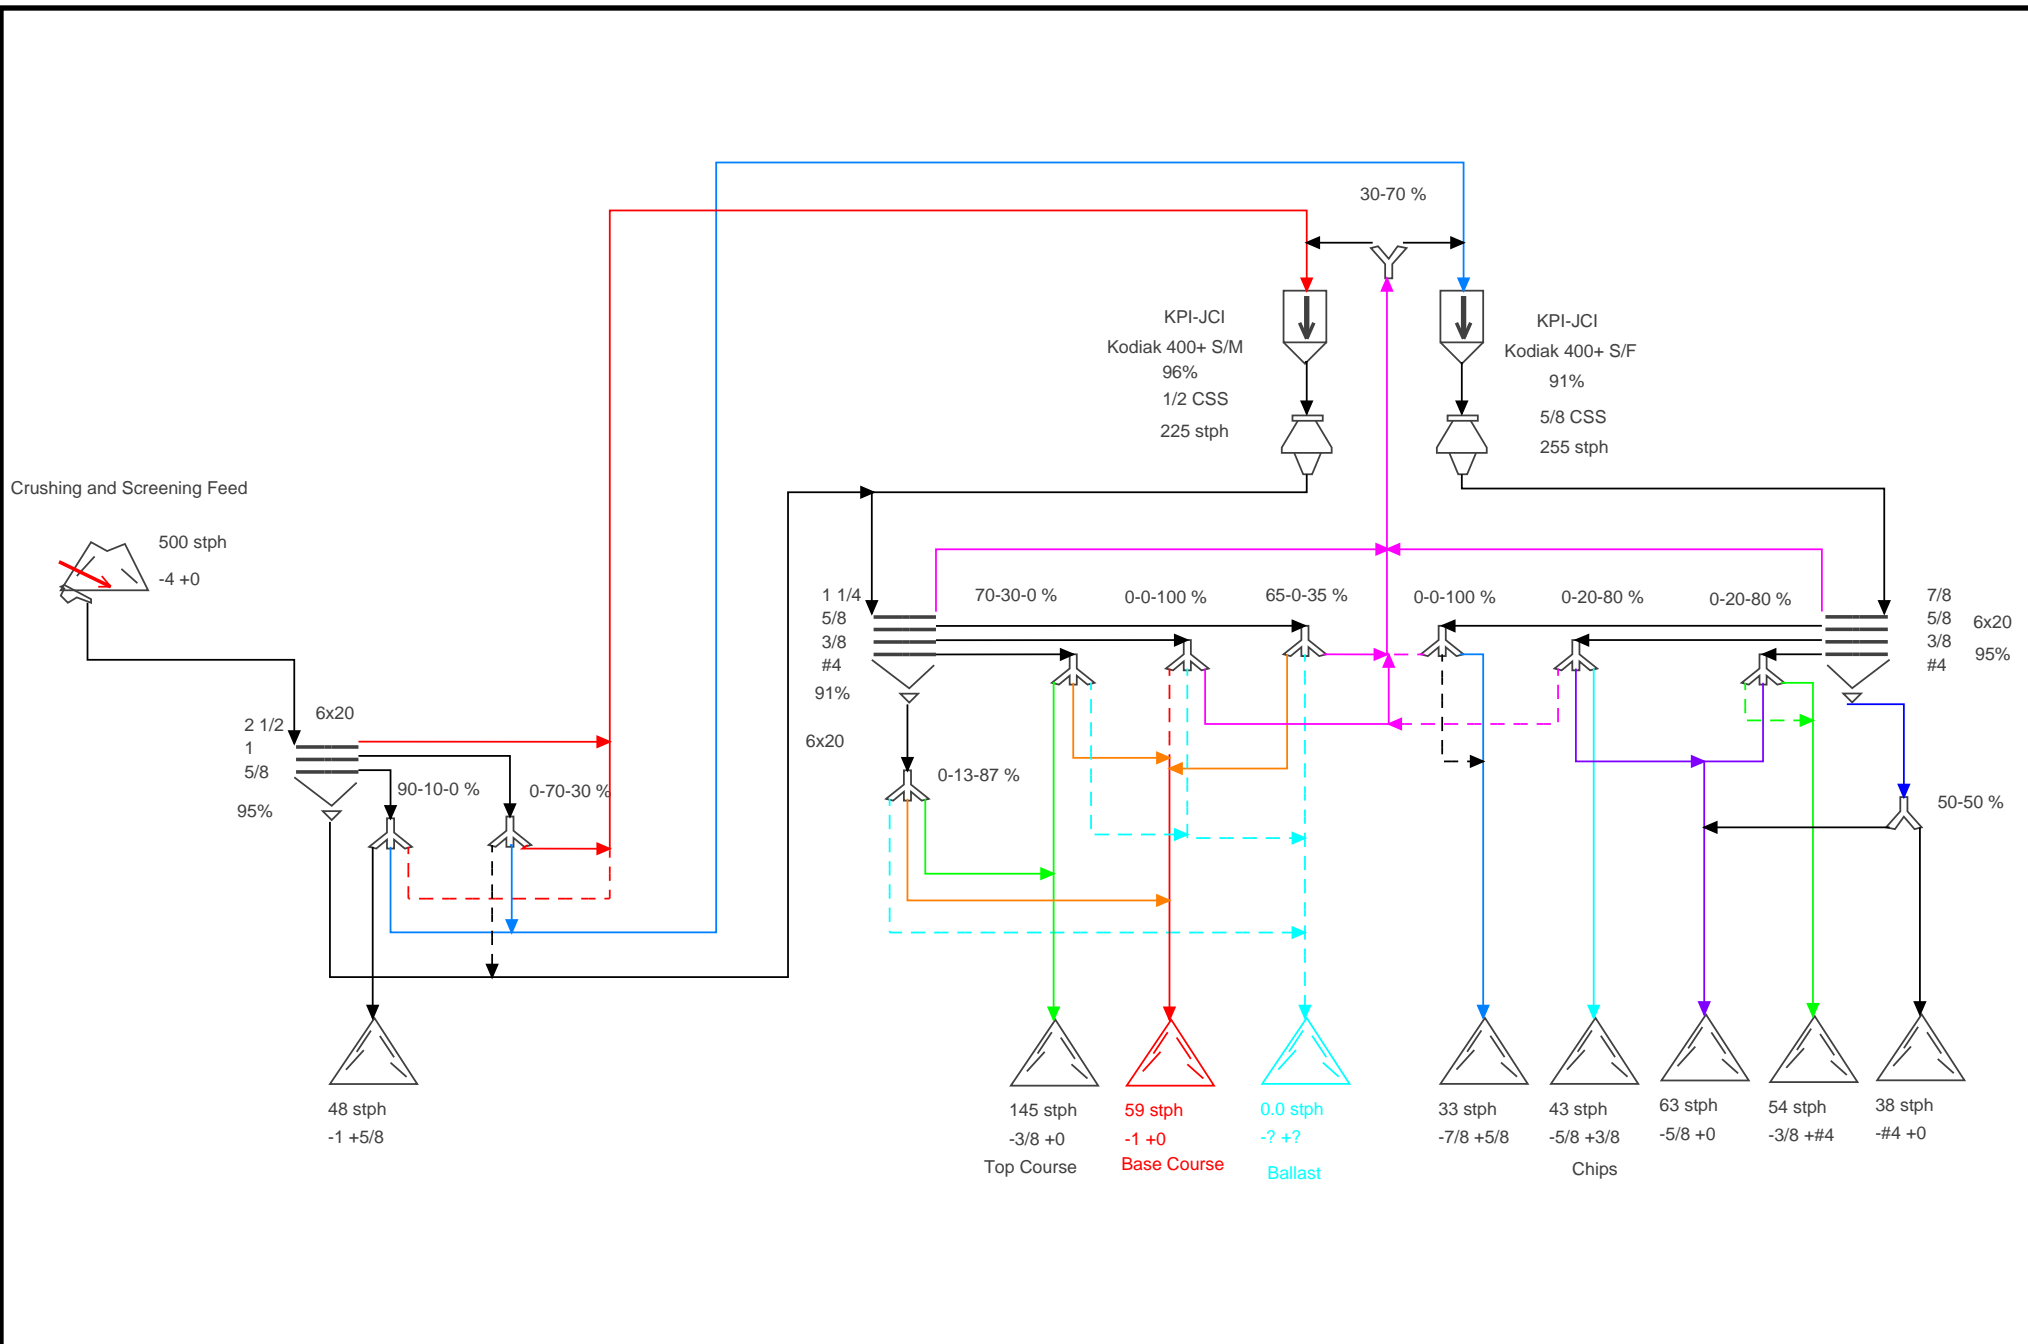 30-70 %
KPI-JCI
Kodiak 400+ S/M
96%
1/2 CSS
225 stph
KPI-JCI
Kodiak 400+ S/F
91%
5/8 CSS
255 stph
Crushing and Screening Feed
500 stph
-4 +0
2 1/2
1
5/8
6x20
95%
90-10-0 %
0-70-30 %
1 1/4
5/8
3/8
#4
91%
6x20
70-30-0 %
0-0-100 %
65-0-35 %
0-0-100 %
0-20-80 %
0-20-80 %
7/8
5/8
3/8
#4
6x20
95%
0-13-87 %
50-50 %
48 stph
-1 +5/8
145 stph
-3/8 +0
Top Course
59 stph
-1 +0
Base Course
0.0 stph
-? +?
Ballast
33 stph
-7/8 +5/8
43 stph
-5/8 +3/8
Chips
63 stph
-5/8 +0
54 stph
-3/8 +#4
38 stph
-#4 +0